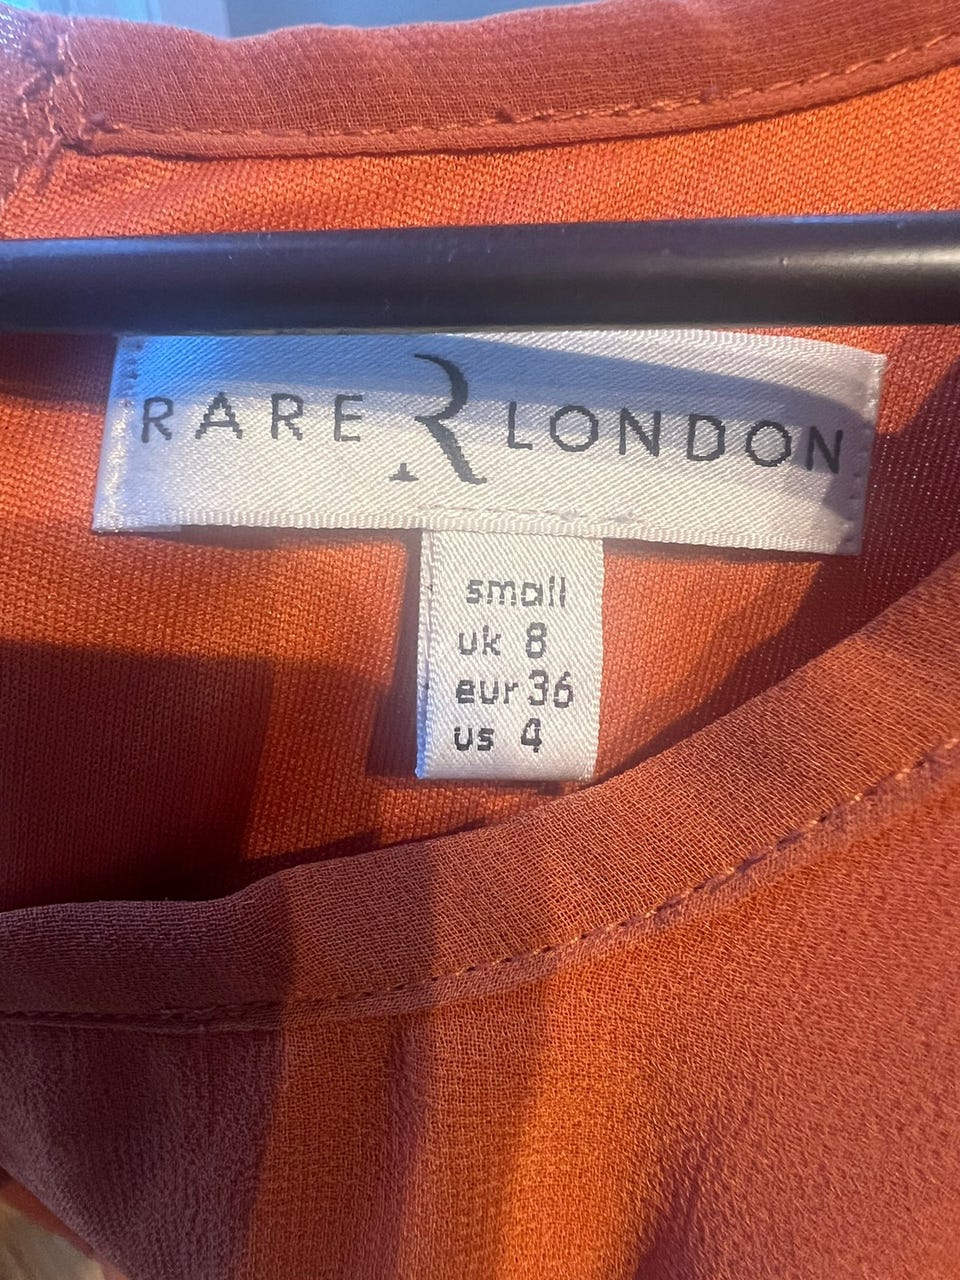 RARE R LONDON
small
uk 8
eur 36
us 4